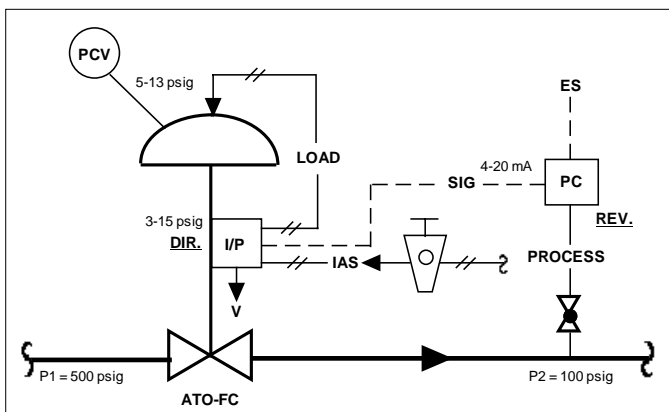 PCV
5-13 psig
ES
LOAD
4-20 mA
SIG
PC
3-15 psig
REV.
DIR.
I/P
IAS
PROCESS
V
P1 = 500 psig
P2 = 100 psig
ATO-FC